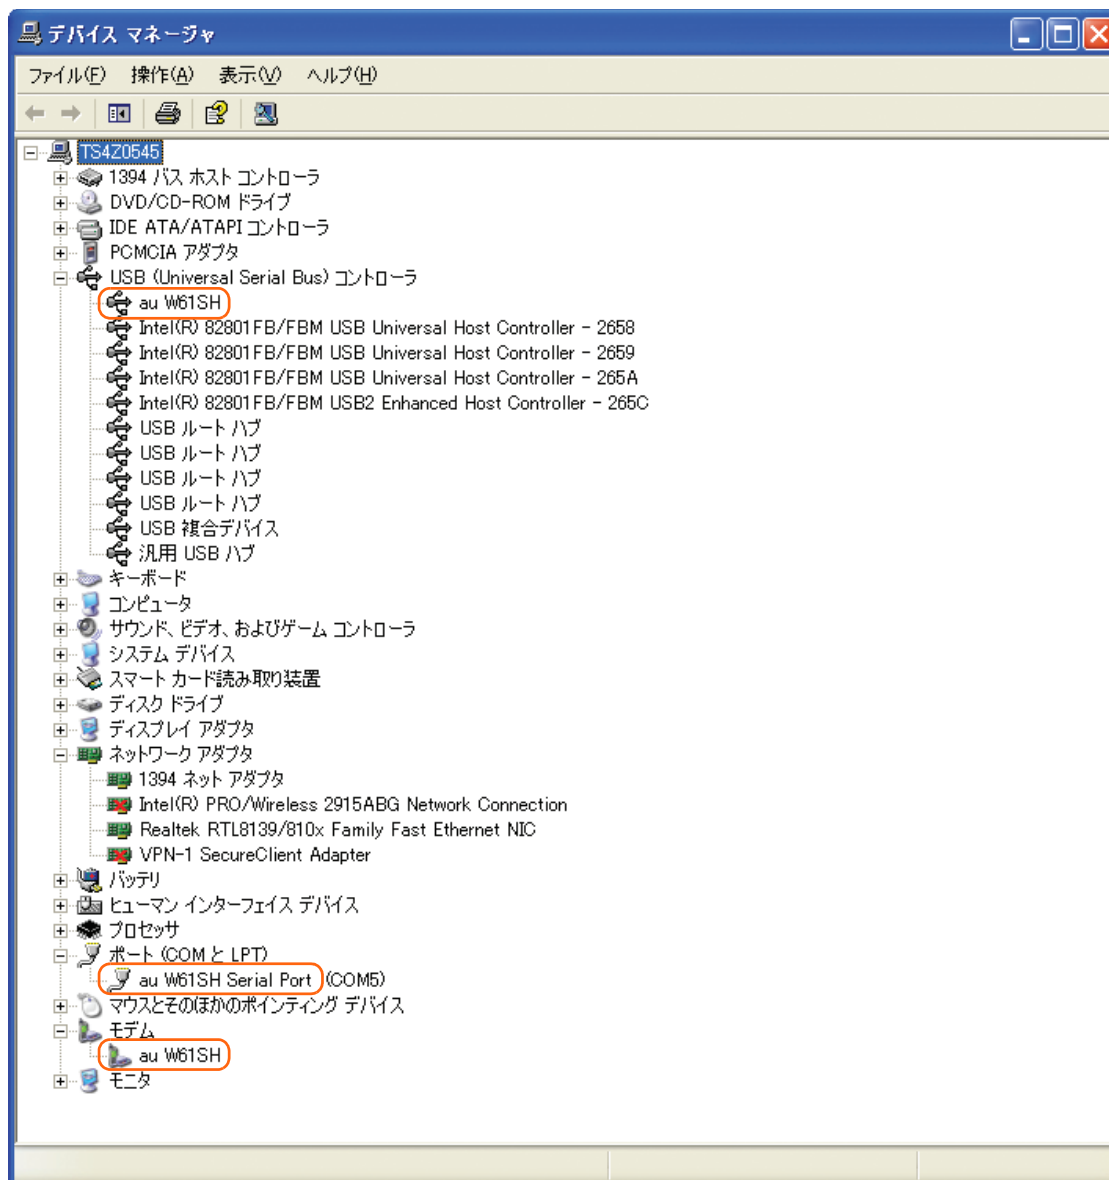 デバイス マネージャ
ファイル(F) 操作(A) 表示(V) ヘルプ(H)
TS4Z0545
1394 バス ホスト コントローラ
DVD/CD-ROM ドライブ
IDE ATA/ATAPI コントローラ
PCMCIA アダプタ
USB (Universal Serial Bus) コントローラ
au W61SH
Intel(R) 82801FB/FBM USB Universal Host Controller - 2658
Intel(R) 82801FB/FBM USB Universal Host Controller - 2659
Intel(R) 82801FB/FBM USB Universal Host Controller - 265A
Intel(R) 82801FB/FBM USB2 Enhanced Host Controller - 265C
USB ルート ハブ
USB ルート ハブ
USB ルート ハブ
USB ルート ハブ
USB 複合デバイス
汎用 USB ハブ
キーボード
コンピュータ
サウンド、ビデオ、およびゲーム コントローラ
システム デバイス
スマート カード読み取り装置
ディスク ドライブ
ディスプレイ アダプタ
ネットワーク アダプタ
1394 ネット アダプタ
Intel(R) PRO/Wireless 2915ABG Network Connection
Realtek RTL8139/810x Family Fast Ethernet NIC
VPN-1 SecureClient Adapter
バッテリ
ヒューマン インターフェイス デバイス
プロセッサ
ポート (COM と LPT)
au W61SH Serial Port (COM5)
マウスとそのほかのポインティング デバイス
モデム
au W61SH
モニタ